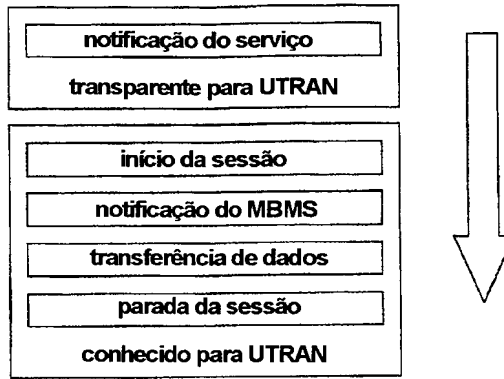 notificação do serviço
transparente para UTRAN
início da sessão
notificação do MBMS
transferência de dados
parada da sessão
conhecido para UTRAN